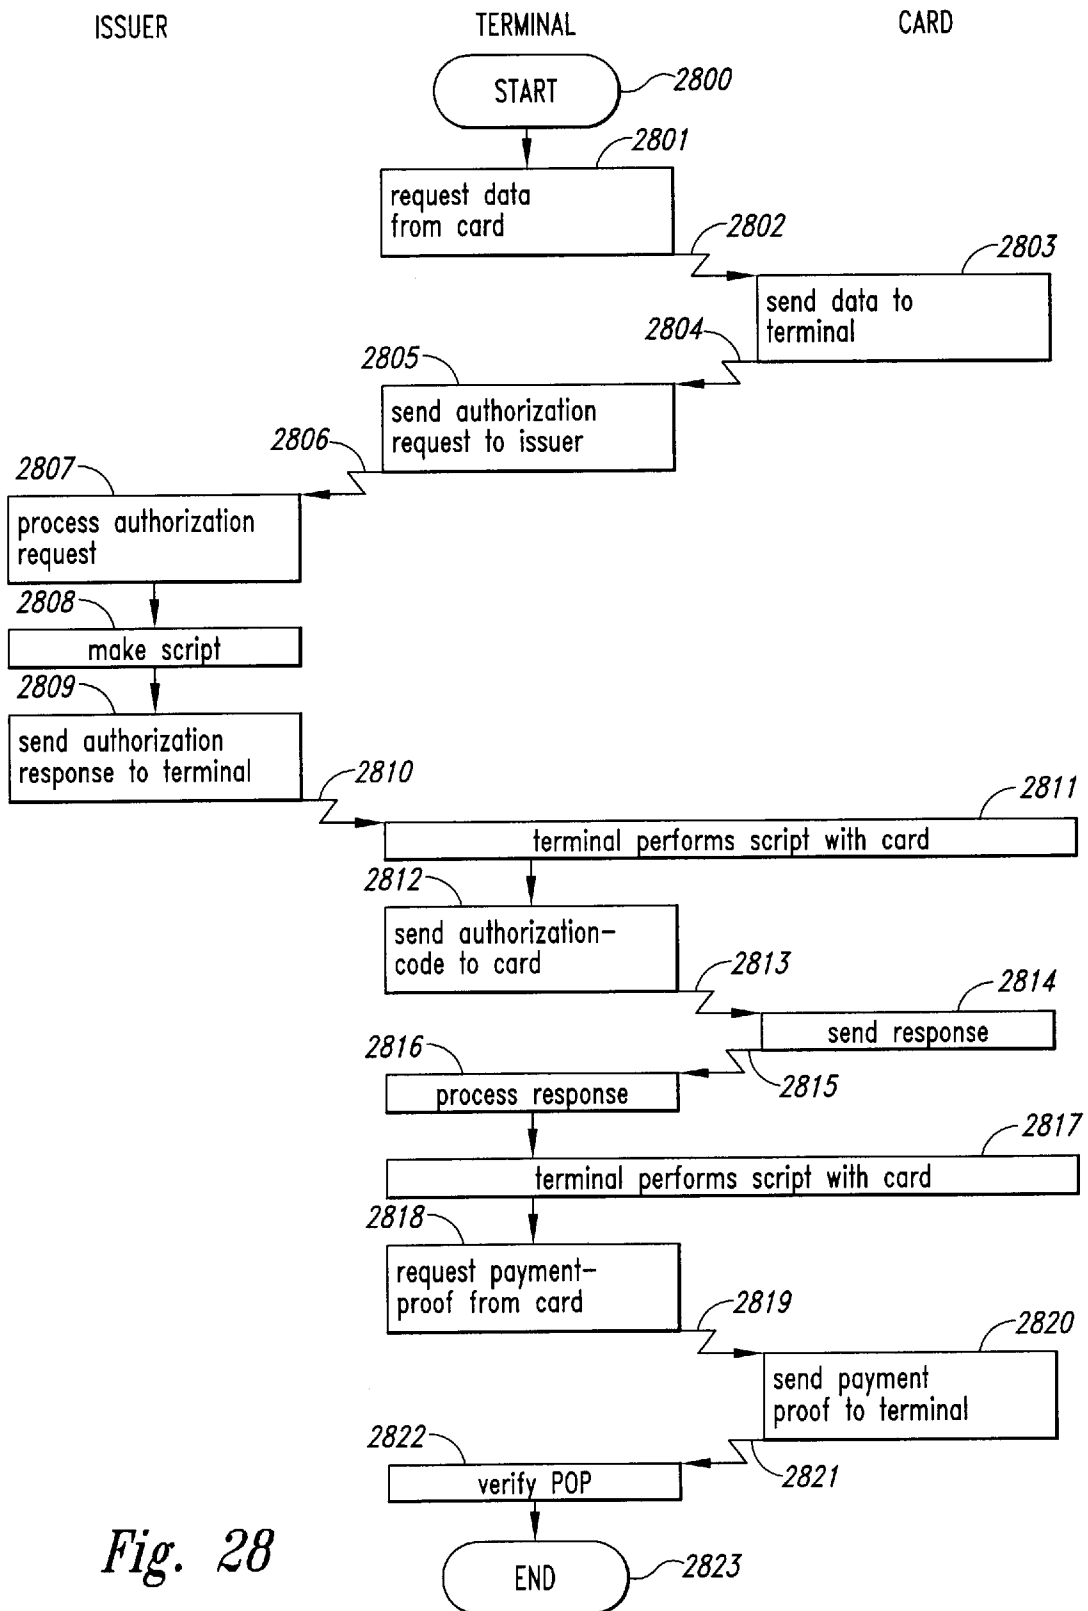 ISSUER TERMINAL CARD
START 2800
2801
request data
from card
2802
2803
send data to
terminal
2804
2805
send authorization
request to issuer
2806
2807
process authorization
request
2808
make script
2809
send authorization
response to terminal
2810
2811
terminal performs script with card
2812
send authorization-
code to card
2813
2814
send response
2815
2816
process response
2817
terminal performs script with card
2818
request payment-
proof from card
2819
2820
send payment
proof to terminal
2821
2822
verify POP
END 2823
Fig. 28